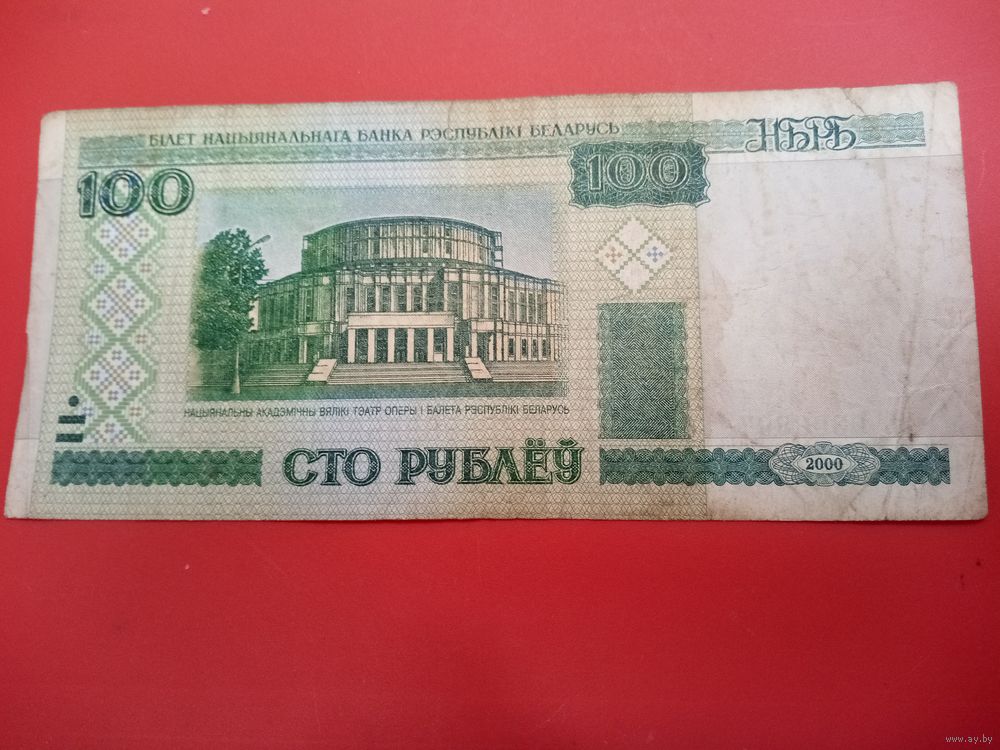 БІЛЕТ НАЦЫЯНАЛЬНАГА БАНКА РЭСПУБЛІКІ БЕЛАРУСЬ
НБРБ
100
100
НАЦЫЯНАЛЬНЫ АКАДЭМІЧНЫ ВЯЛІКІ ТЭАТР ОПЕРЫ І БАЛЕТА РЭСПУБЛІКІ БЕЛАРУСЬ
СТО РУБЛЁЎ
2000
www.ay.by